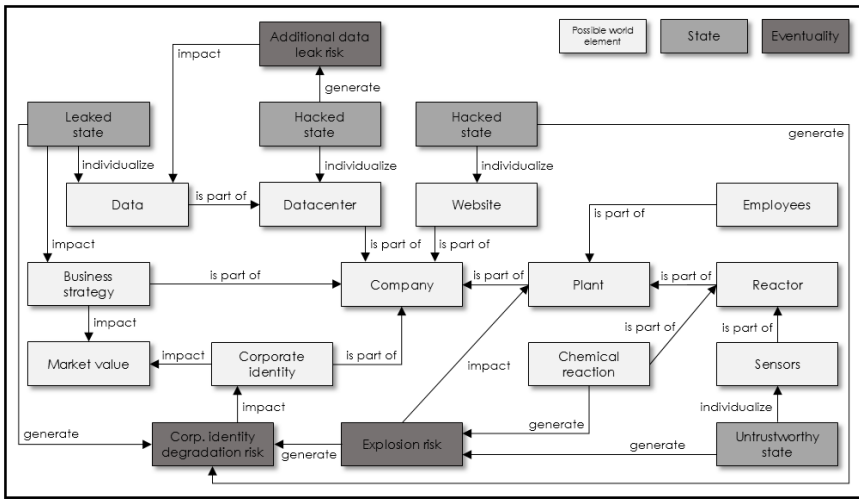 Additional data
leak risk
Possible world
element
State
Eventuality
impact
generate
Leaked
state
Hacked
state
Hacked
state
generate
individualize
individualize
individualize
Data
is part of
Datacenter
Website
Employees
is part of
impact
is part of
is part of
Business
strategy
is part of
Company
is part of
Plant
is part of
Reactor
impact
is part of
is part of
Market value
impact
Corporate
identity
is part of
impact
Chemical
reaction
Sensors
impact
individualize
generate
Corp. identity
degradation risk
generate
Explosion risk
generate
Untrustworthy
state